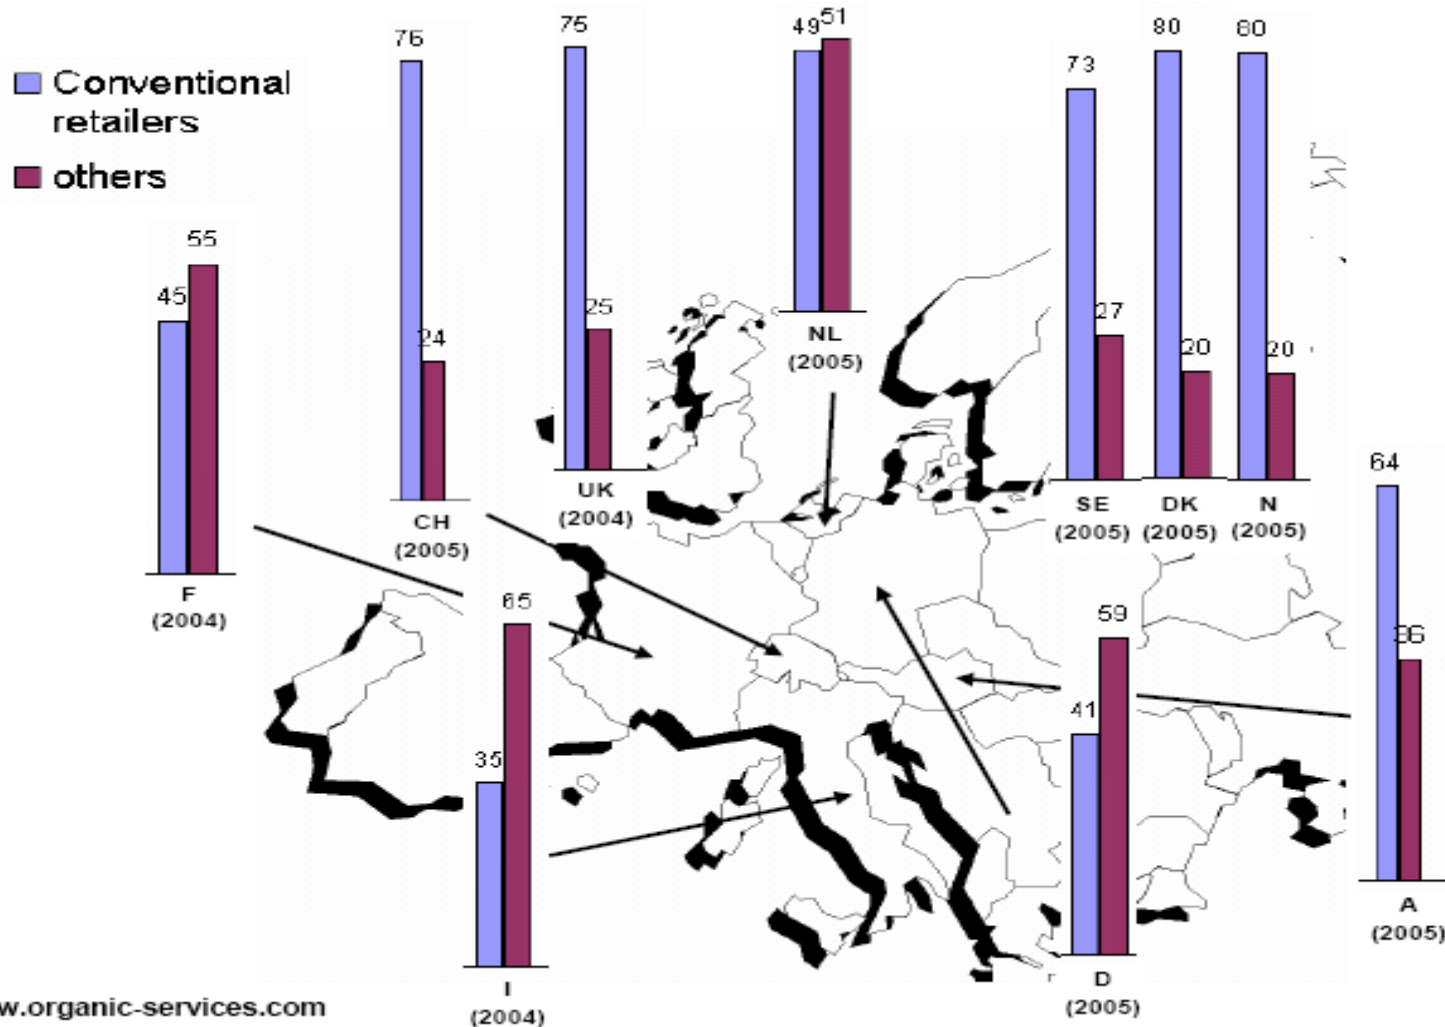 Conventional
retailers
others
45 55
F
(2004)
76 24
CH
(2005)
75 25
UK
(2004)
49 51
NL
(2005)
73 27
SE
(2005)
80 20
DK
(2005)
80 20
N
(2005)
64 36
A
(2005)
35 65
I
(2004)
41 59
D
(2005)
w.organic-services.com